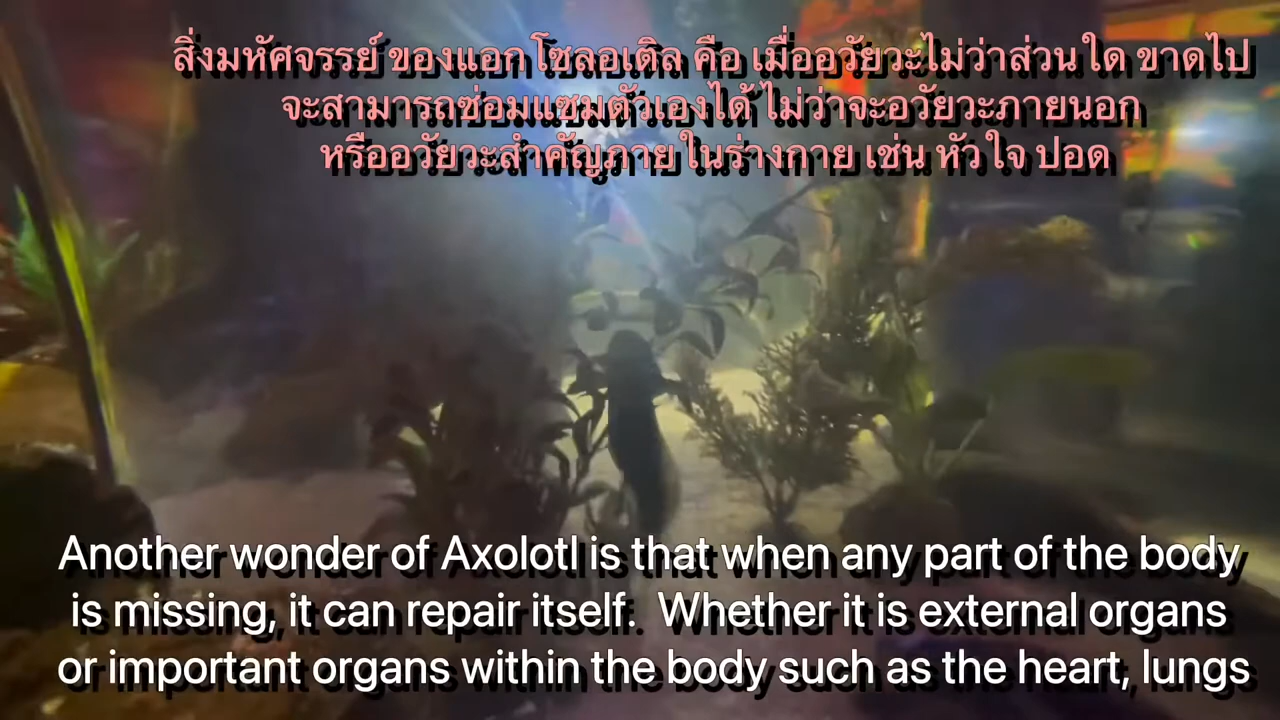 สิ่งมหัศจรรย์ ของแอกโซลอเติล คือ เมื่ออวัยวะไม่ว่าส่วนใด ขาดไป
จะสามารถซ่อมแซมตัวเองได้ ไม่ว่าจะอวัยวะภายนอก
หรืออวัยวะสำคัญภายในร่างกาย เช่น หัวใจ ปอด
Another wonder of Axolotl is that when any part of the body
is missing, it can repair itself.  Whether it is external organs
or important organs within the body such as the heart, lungs